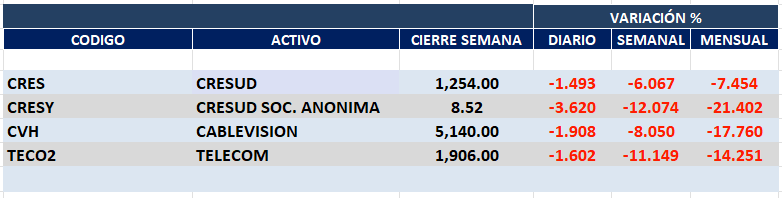 VARIACIÓN %
CODIGO ACTIVO CIERRE SEMANA DIARIO SEMANAL MENSUAL
CRES CRESUD 1,254.00 -1.493 -6.067 -7.454
CRESY CRESUD SOC. ANONIMA 8.52 -3.620 -12.074 -21.402
CVH CABLEVISION 5,140.00 -1.908 -8.050 -17.760
TECO2 TELECOM 1,906.00 -1.602 -11.149 -14.251